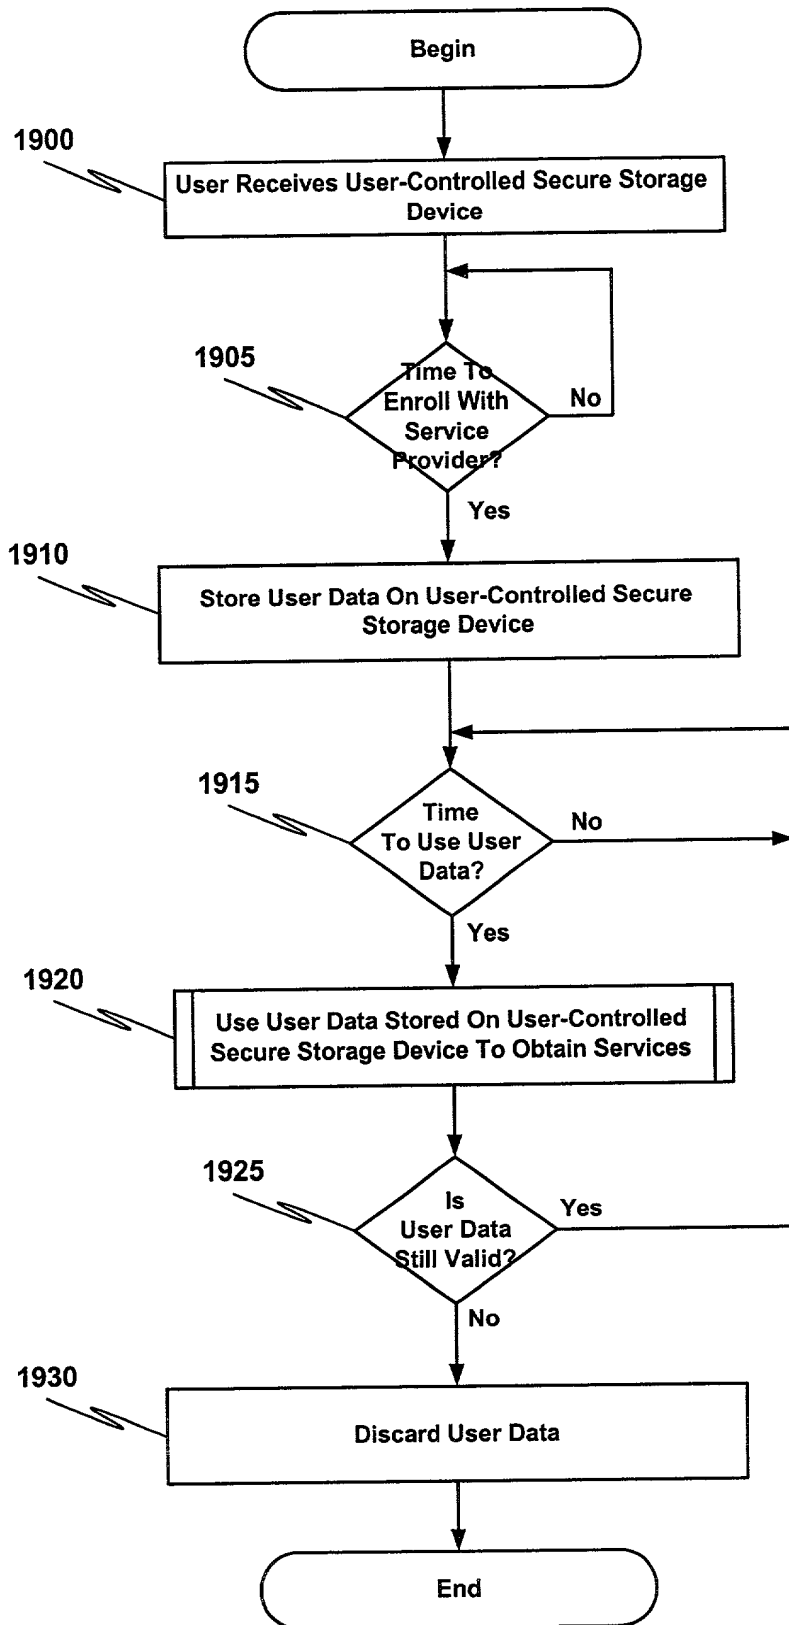 Begin
1900
User Receives User-Controlled Secure Storage
Device
1905
Time To
Enroll With
Service
Provider?
No
Yes
1910
Store User Data On User-Controlled Secure
Storage Device
1915
Time
To Use User
Data?
No
Yes
1920
Use User Data Stored On User-Controlled
Secure Storage Device To Obtain Services
1925
Is
User Data
Still Valid?
Yes
No
1930
Discard User Data
End